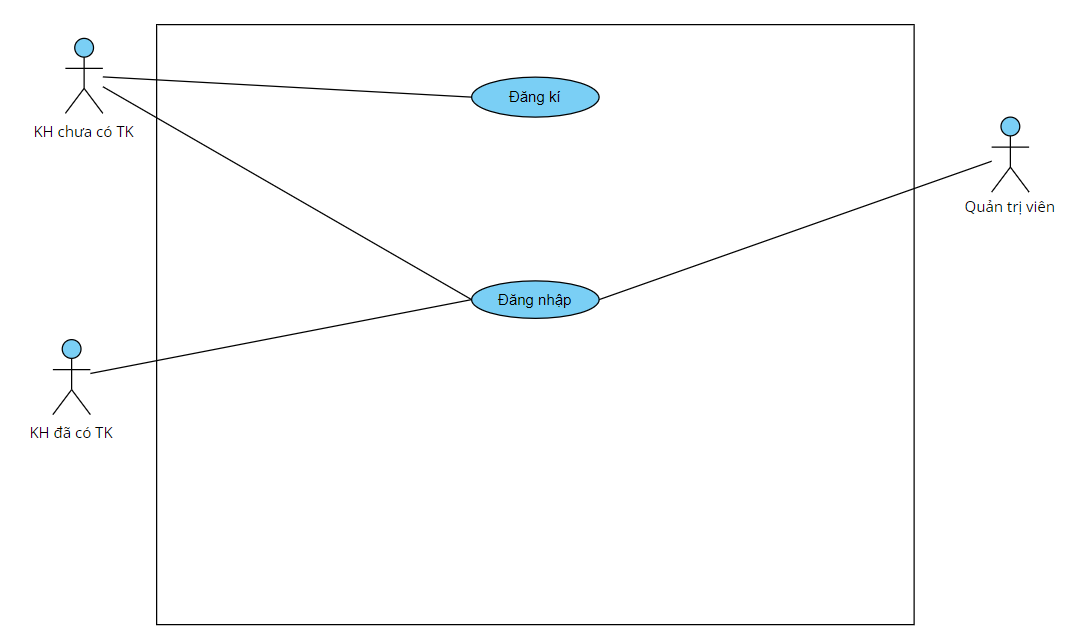 KH chưa có TK
Đăng kí
Quản trị viên
Đăng nhập
KH đã có TK